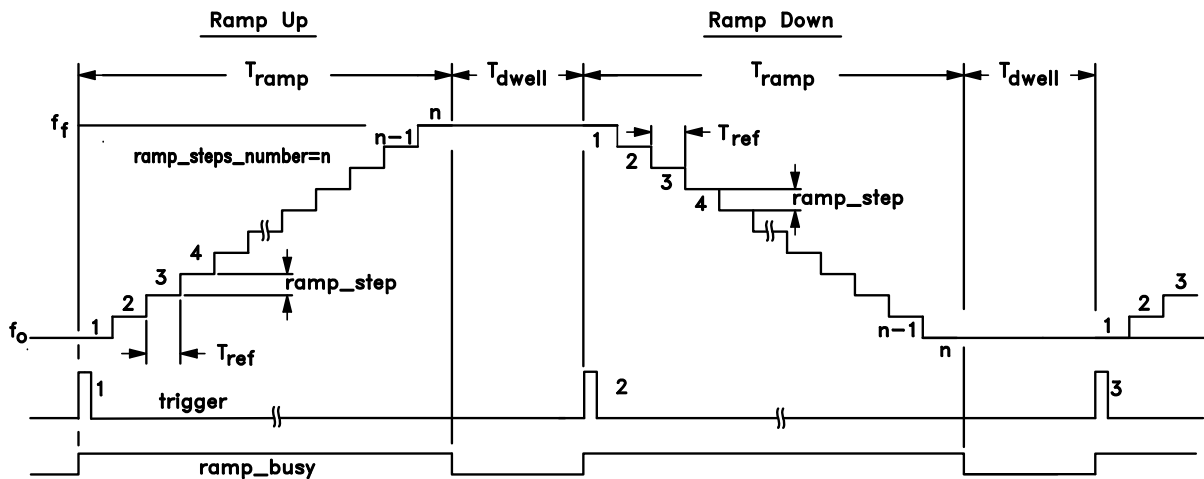 Ramp Up
Ramp Down
Tramp
Tdwell
Tramp
Tdwell
ff
n
n-1
ramp_steps_number=n
1
2
3
4
Tref
ramp_step
4
3
ramp_step
2
fo
1
Tref
n-1
n
1
2
3
1
trigger
2
3
ramp_busy